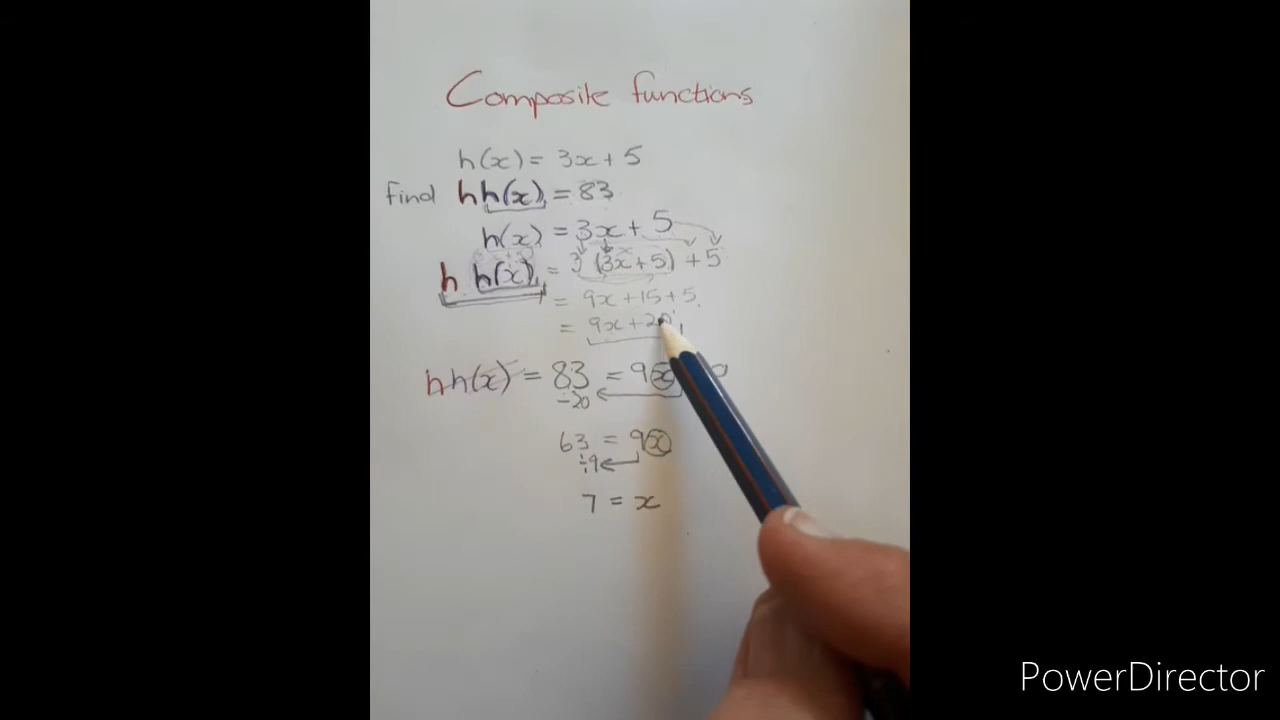 Composite functions
h(x) = 3x + 5
Find hh(x) = 83
h(x) = 3x + 5
h h(x) = 3 (3x + 5) + 5
= 9x + 15 + 5
= 9x + 20
hh(x) = 83 = 9x
-20
63 = 9x
÷9
7 = x
PowerDirector